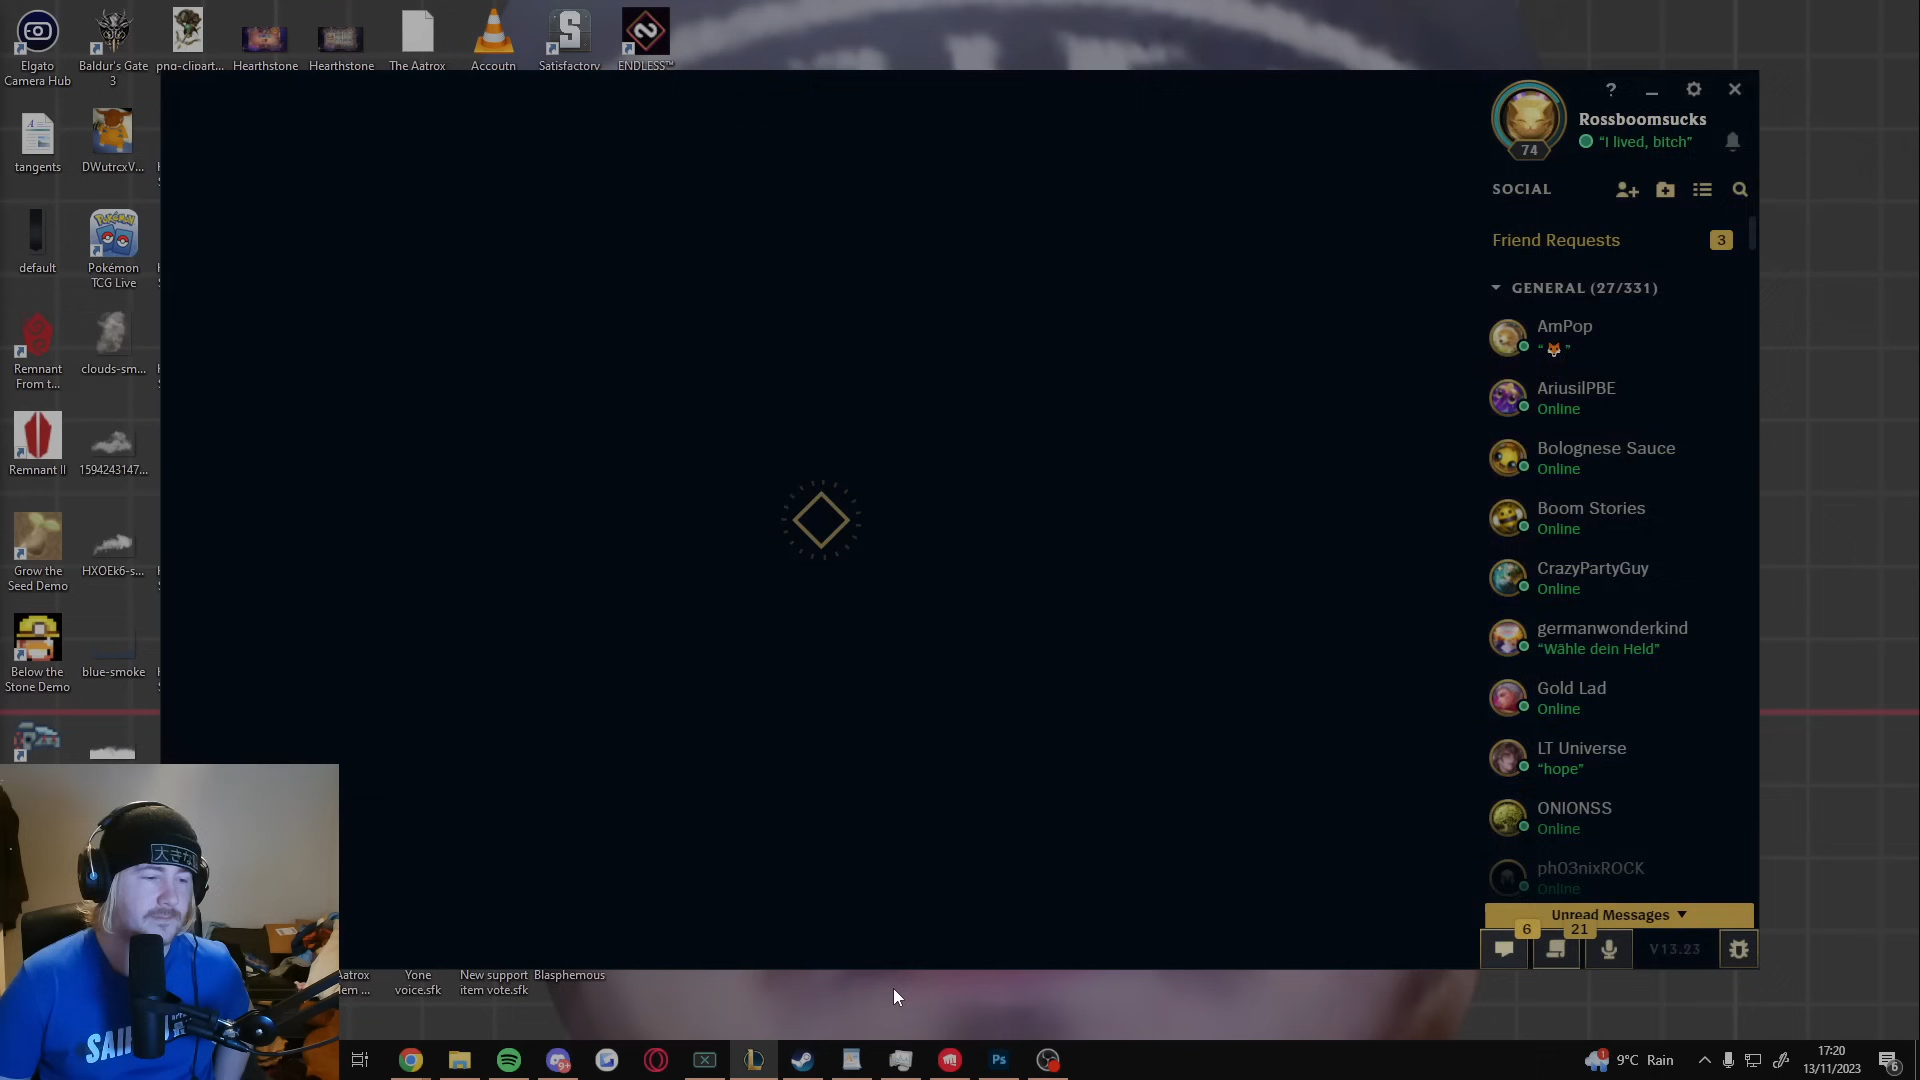 Elgato
Camera Hub
Baldur's Gate
3
png-clipart...
Hearthstone
Hearthstone
The Aatrox
Accoutn
Satisfactory
ENDLESS™
tangents
DWutrcxV...
default
Pokémon
TCG Live
Remnant
From t...
clouds-sm...
Remnant II
1594243147...
Grow the
Seed Demo
HXOEk6-s...
Below the
Stone Demo
blue-smoke
Rossboomsucks
“I lived, bitch”
74
SOCIAL
Friend Requests
3
GENERAL (27/331)
AmPop
“🦊”
AriusilPBE
Online
Bolognese Sauce
Online
Boom Stories
Online
CrazyPartyGuy
Online
germanwonderkind
“Wähle dein Held”
Gold Lad
Online
LT Universe
“hope”
ONIONSS
Online
ph03nixROCK
Online
Unread Messages
6
21
V13.23
Yone
voice.sfk
New support
item vote.sfk
Blasphemous
9+
Ps
1
9°C Rain
17:20
13/11/2023
6